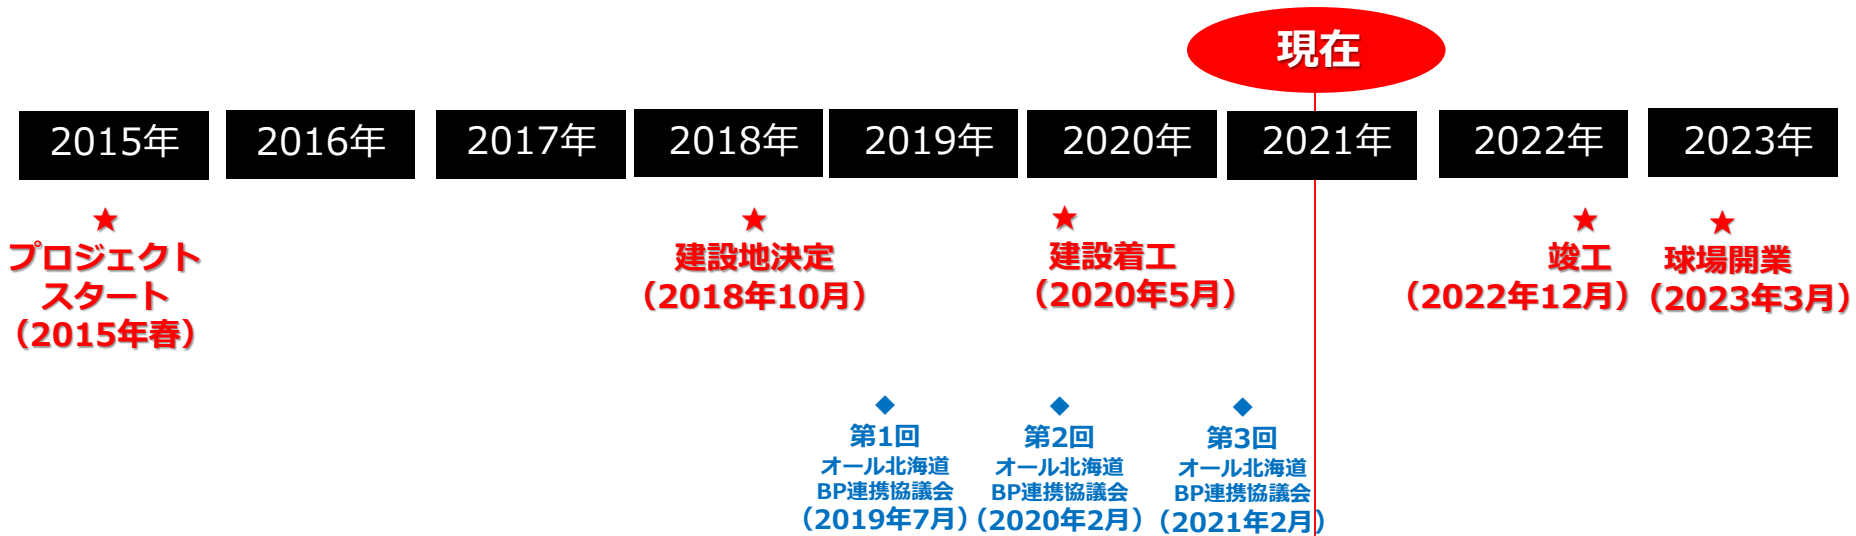 現在
2015年
2016年
2017年
2018年
2019年
2020年
2021年
2022年
2023年
★
プロジェクト
スタート
（2015年春）
★
建設地決定
（2018年10月）
★
建設着工
（2020年5月）
★
竣工
（2022年12月）
★
球場開業
（2023年3月）
◆
第1回
オール北海道
BP連携協議会
（2019年7月）
◆
第2回
オール北海道
BP連携協議会
（2020年2月）
◆
第3回
オール北海道
BP連携協議会
（2021年2月）